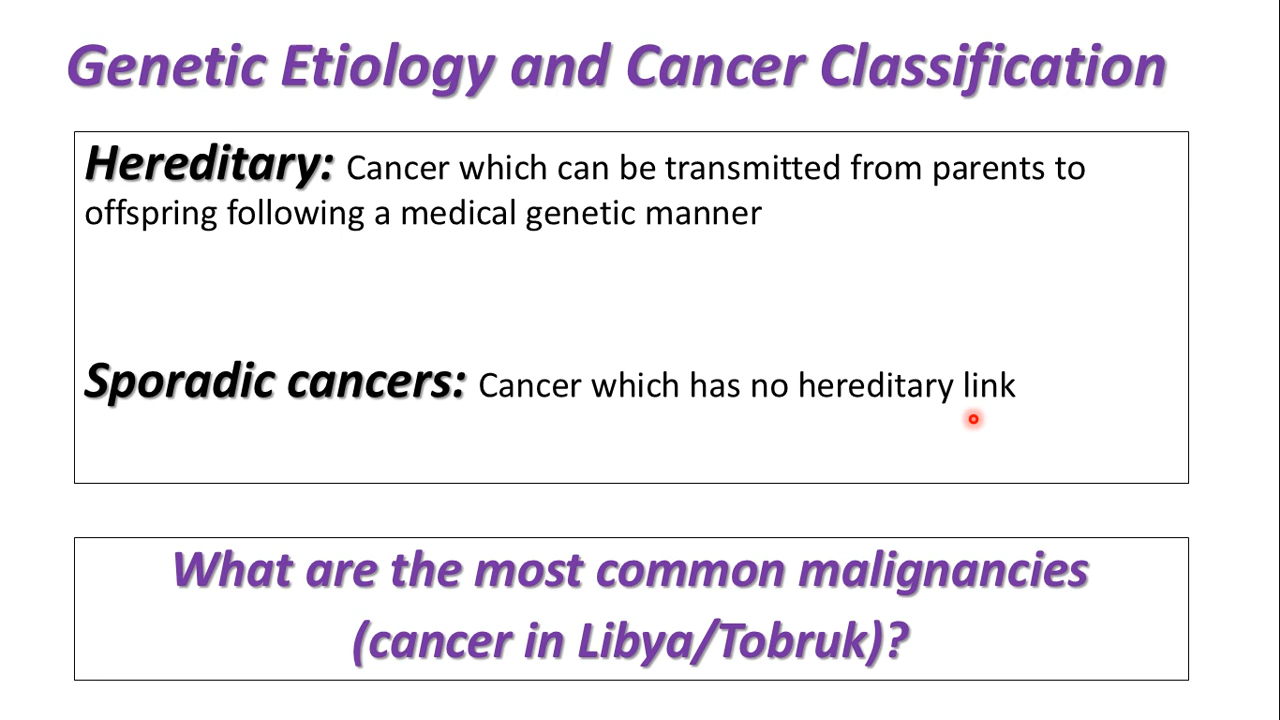 Genetic Etiology and Cancer Classification
Hereditary: Cancer which can be transmitted from parents to
offspring following a medical genetic manner
Sporadic cancers: Cancer which has no hereditary link
What are the most common malignancies
(cancer in Libya/Tobruk)?